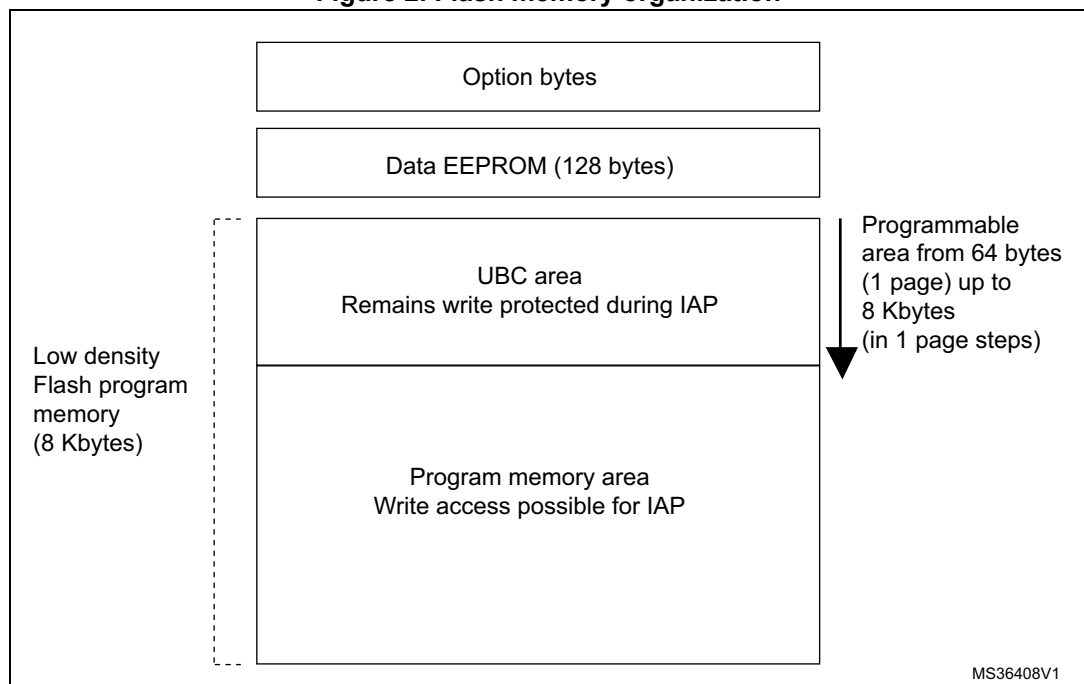 Figure 2. Flash memory organization
Option bytes
Data EEPROM (128 bytes)
UBC area
Remains write protected during IAP
Programmable
area from 64 bytes
(1 page) up to
8 Kbytes
(in 1 page steps)
Low density
Flash program
memory
(8 Kbytes)
Program memory area
Write access possible for IAP
MS36408V1